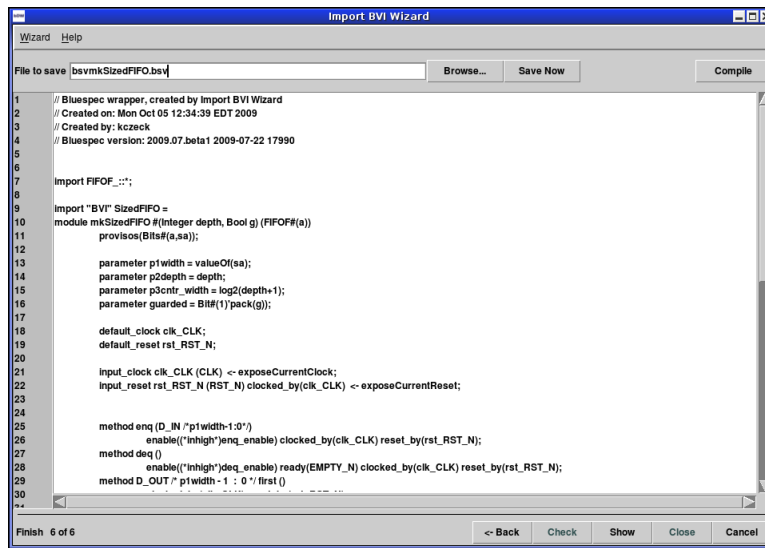 Import BVI Wizard
Wizard Help
File to save bsvmkSizedFIFO.bsv Browse... Save Now Compile
1 // Bluespec wrapper, created by Import BVI Wizard
2 // Created on: Mon Oct 05 12:34:39 EDT 2009
3 // Created by: kczeck
4 // Bluespec version: 2009.07.beta1 2009-07-22 17990
5
6
7 import FIFOF_::*;
8
9 import "BVI" SizedFIFO =
10 module mkSizedFIFO #(Integer depth, Bool g) (FIFOF#(a))
11 provisos(Bits#(a,sa));
12
13 parameter p1width = valueOf(sa);
14 parameter p2depth = depth;
15 parameter p3cntr_width = log2(depth+1);
16 parameter guarded = Bit#(1)'pack(g));
17
18 default_clock clk_CLK;
19 default_reset rst_RST_N;
20
21 input_clock clk_CLK (CLK) <- exposeCurrentClock;
22 input_reset rst_RST_N (RST_N) clocked_by(clk_CLK) <- exposeCurrentReset;
23
24
25 method enq (D_IN /*p1width-1:0*/)
26 enable((*inhigh*)enq_enable) clocked_by(clk_CLK) reset_by(rst_RST_N);
27 method deq ()
28 enable((*inhigh*)deq_enable) ready(EMPTY_N) clocked_by(clk_CLK) reset_by(rst_RST_N);
29 method D_OUT /* p1width - 1 : 0 */ first ()
30
Finish 6 of 6 <- Back Check Show Close Cancel